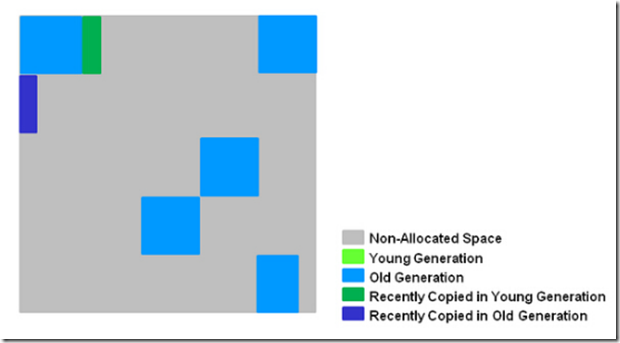 Non-Allocated Space
Young Generation
Old Generation
Recently Copied in Young Generation
Recently Copied in Old Generation